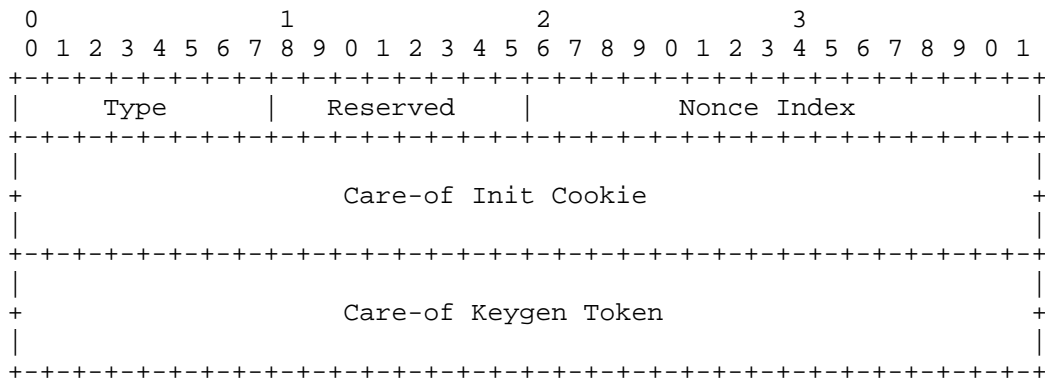 0                   1                   2                   3
 0 1 2 3 4 5 6 7 8 9 0 1 2 3 4 5 6 7 8 9 0 1 2 3 4 5 6 7 8 9 0 1
+-+-+-+-+-+-+-+-+-+-+-+-+-+-+-+-+-+-+-+-+-+-+-+-+-+-+-+-+-+-+-+-+
|     Type      |   Reserved    |         Nonce Index           |
+-+-+-+-+-+-+-+-+-+-+-+-+-+-+-+-+-+-+-+-+-+-+-+-+-+-+-+-+-+-+-+-+
|                                                               |
+                    Care-of Init Cookie                        +
|                                                               |
+-+-+-+-+-+-+-+-+-+-+-+-+-+-+-+-+-+-+-+-+-+-+-+-+-+-+-+-+-+-+-+-+
|                                                               |
+                    Care-of Keygen Token                       +
|                                                               |
+-+-+-+-+-+-+-+-+-+-+-+-+-+-+-+-+-+-+-+-+-+-+-+-+-+-+-+-+-+-+-+-+